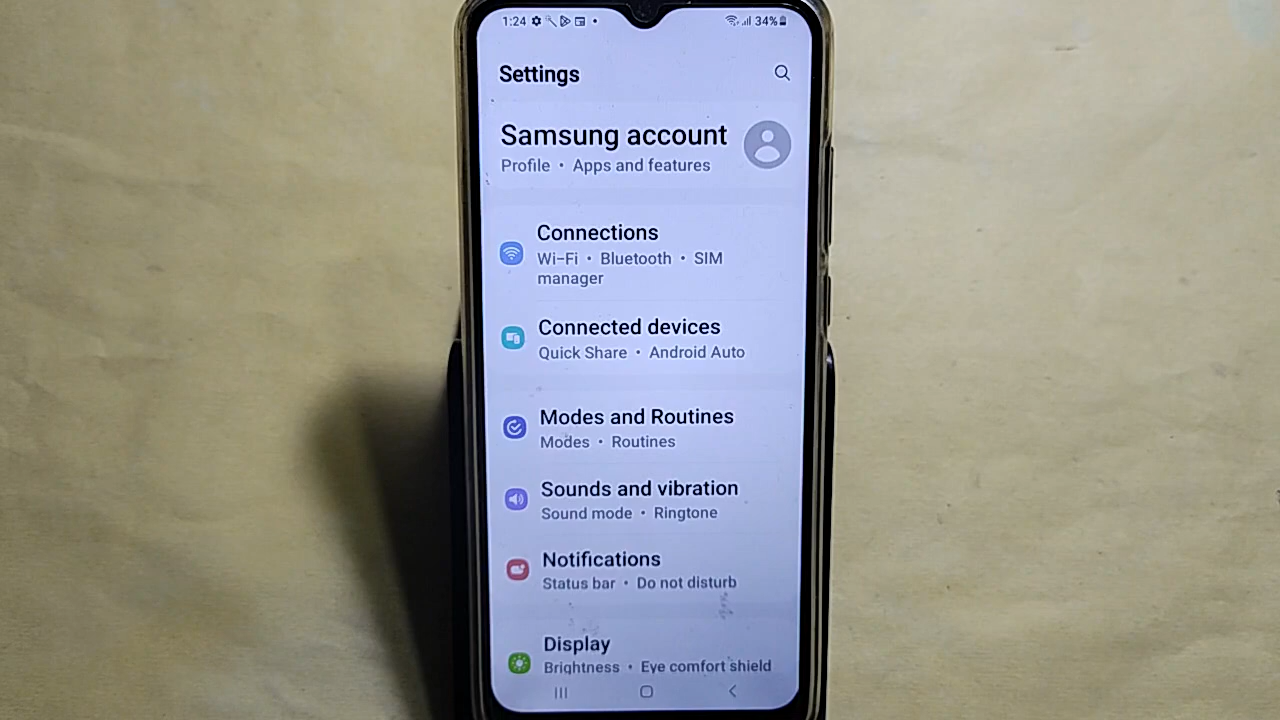 1:24 34%
Settings
Samsung account
Profile • Apps and features
Connections
Wi-Fi • Bluetooth • SIM
manager
Connected devices
Quick Share • Android Auto
Modes and Routines
Modes • Routines
Sounds and vibration
Sound mode • Ringtone
Notifications
Status bar • Do not disturb
Display
Brightness • Eye comfort shield